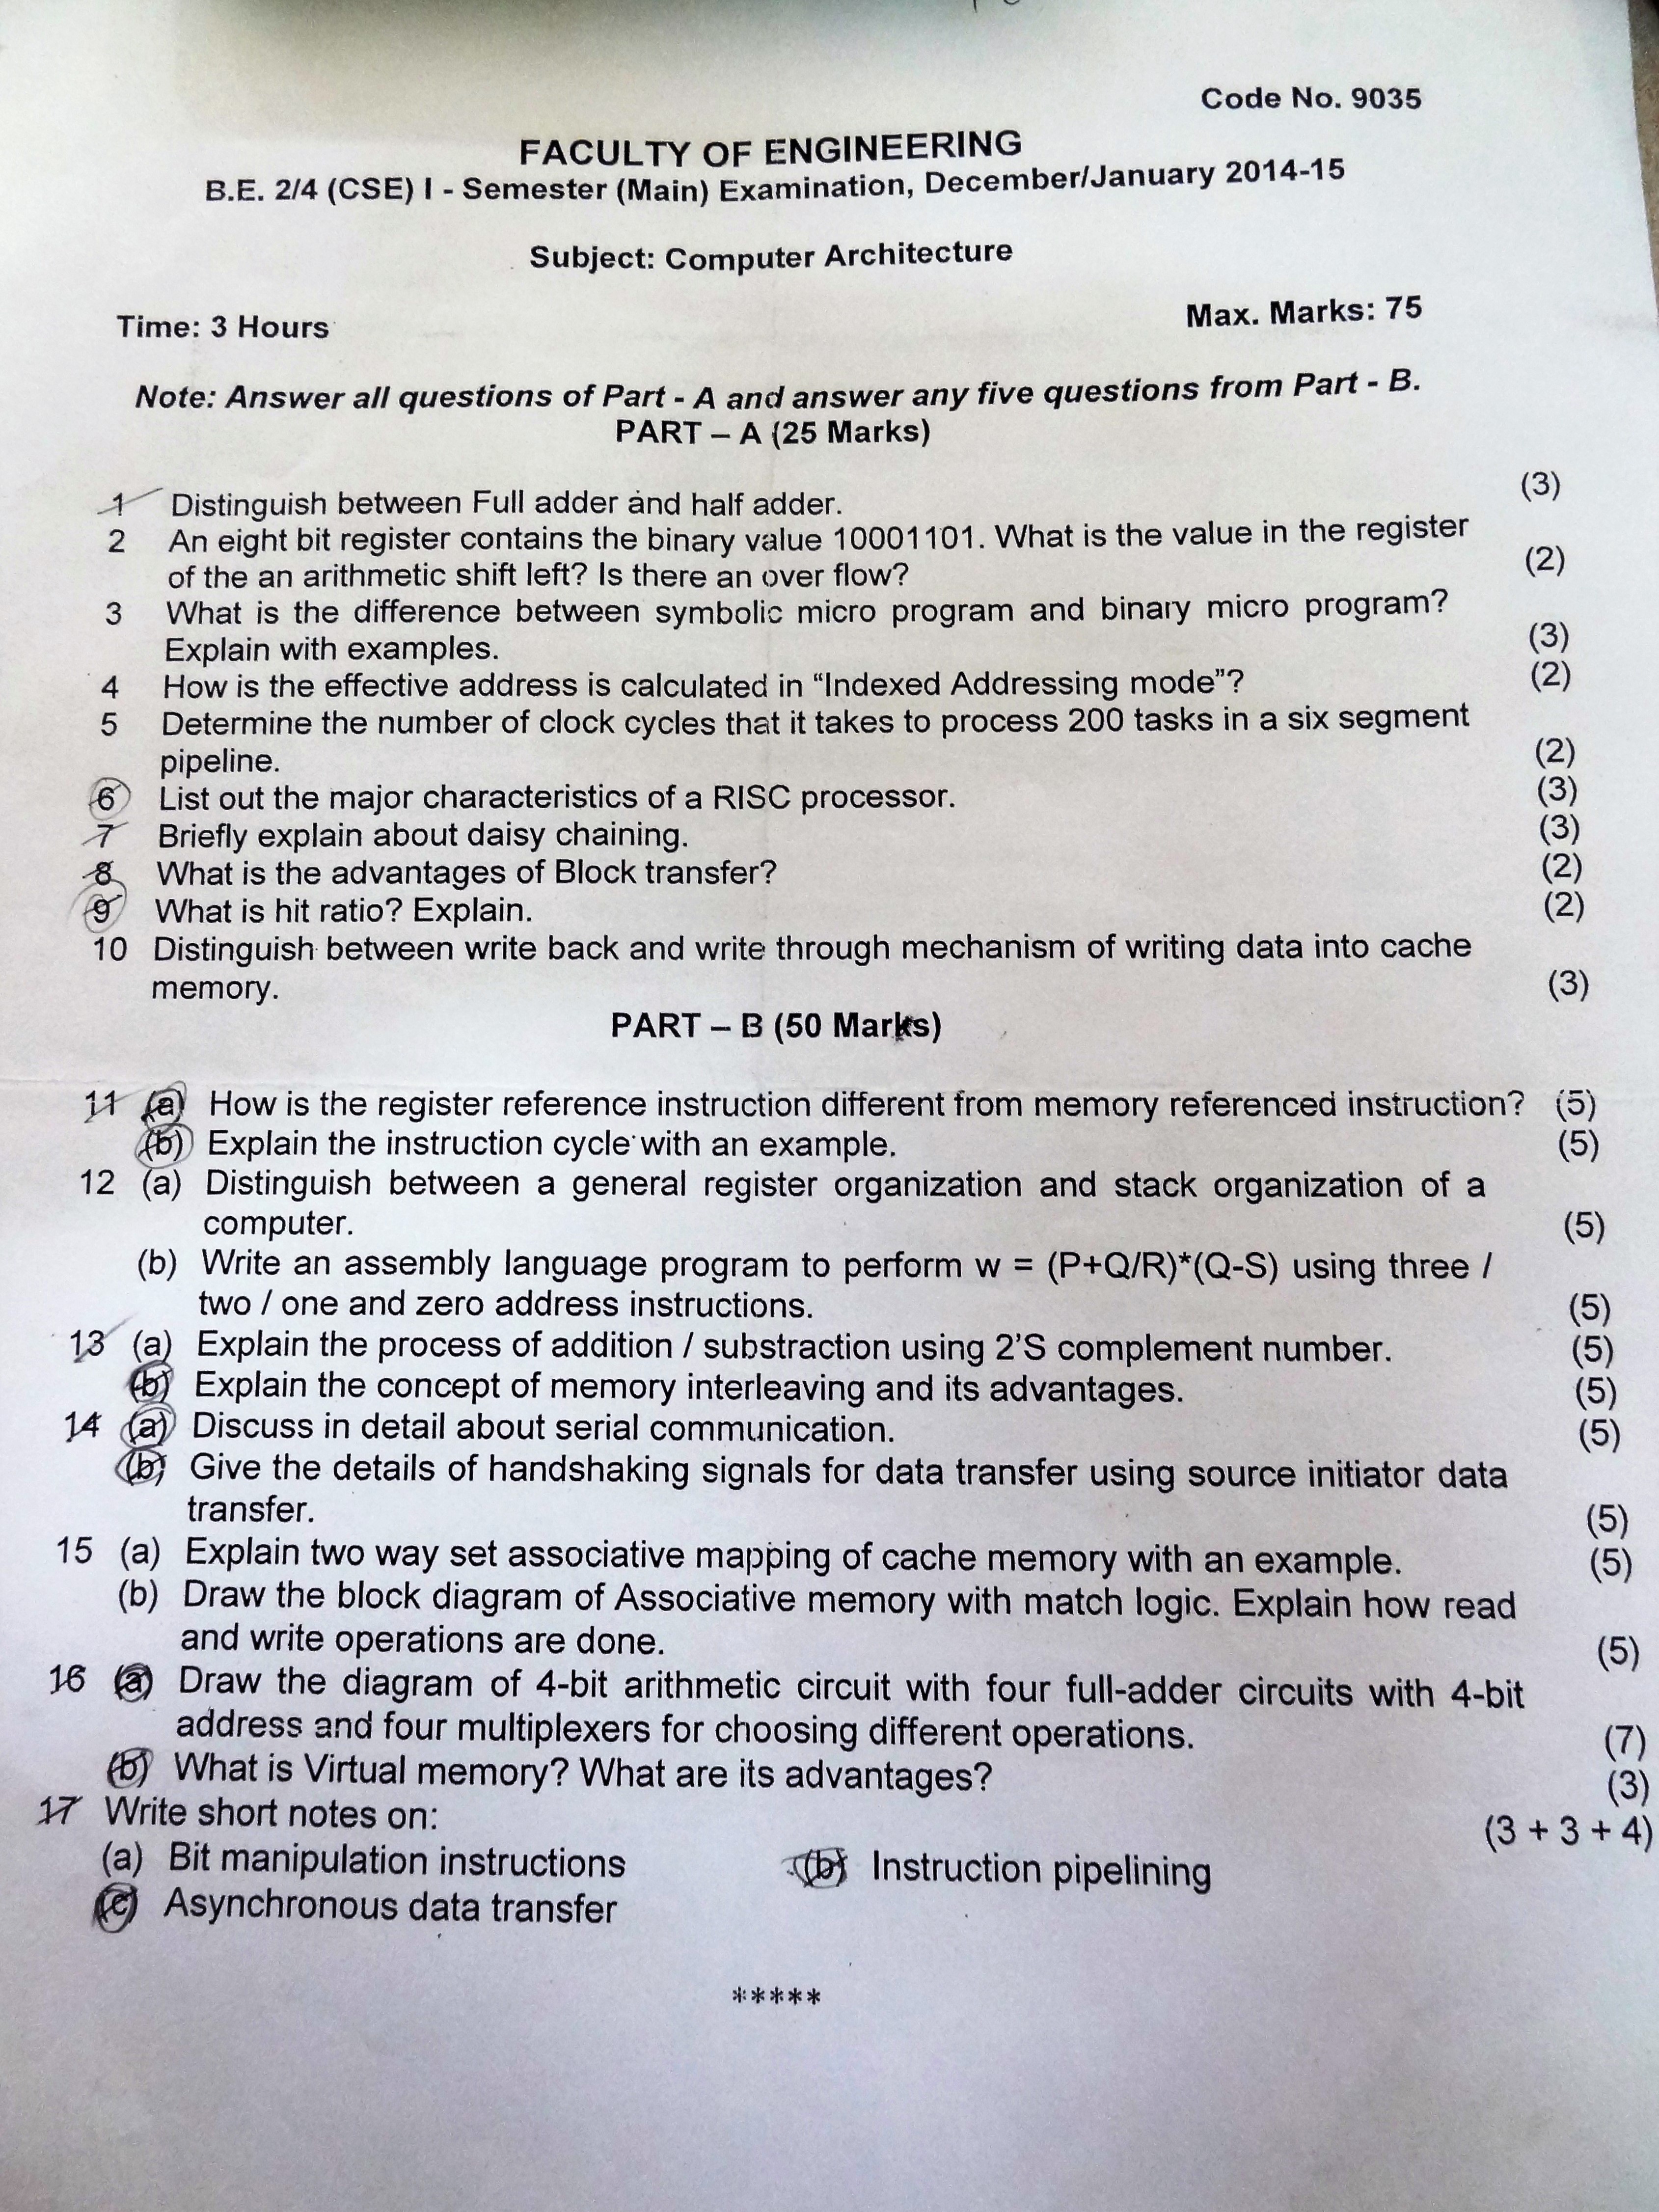 Code No. 9035
FACULTY OF ENGINEERING
B.E. 2/4 (CSE) I - Semester (Main) Examination, December/January 2014-15
Subject: Computer Architecture
Time: 3 Hours
Max. Marks: 75
Note: Answer all questions of Part - A and answer any five questions from Part - B.
PART – A (25 Marks)
1 Distinguish between Full adder and half adder. (3)
2 An eight bit register contains the binary value 10001101. What is the value in the register
of the an arithmetic shift left? Is there an over flow? (2)
3 What is the difference between symbolic micro program and binary micro program?
Explain with examples. (3)
4 How is the effective address is calculated in “Indexed Addressing mode”? (2)
5 Determine the number of clock cycles that it takes to process 200 tasks in a six segment
pipeline. (2)
6 List out the major characteristics of a RISC processor. (3)
7 Briefly explain about daisy chaining. (3)
8 What is the advantages of Block transfer? (2)
9 What is hit ratio? Explain. (2)
10 Distinguish between write back and write through mechanism of writing data into cache
memory. (3)
PART – B (50 Marks)
11 (a) How is the register reference instruction different from memory referenced instruction? (5)
(b) Explain the instruction cycle with an example. (5)
12 (a) Distinguish between a general register organization and stack organization of a
computer. (5)
(b) Write an assembly language program to perform w = (P+Q/R)*(Q-S) using three /
two / one and zero address instructions. (5)
13 (a) Explain the process of addition / substraction using 2’S complement number. (5)
(b) Explain the concept of memory interleaving and its advantages. (5)
14 (a) Discuss in detail about serial communication. (5)
(b) Give the details of handshaking signals for data transfer using source initiator data
transfer. (5)
15 (a) Explain two way set associative mapping of cache memory with an example. (5)
(b) Draw the block diagram of Associative memory with match logic. Explain how read
and write operations are done. (5)
16 (a) Draw the diagram of 4-bit arithmetic circuit with four full-adder circuits with 4-bit
address and four multiplexers for choosing different operations. (7)
(b) What is Virtual memory? What are its advantages? (3)
17 Write short notes on: (3 + 3 + 4)
(a) Bit manipulation instructions (b) Instruction pipelining
(c) Asynchronous data transfer
*****